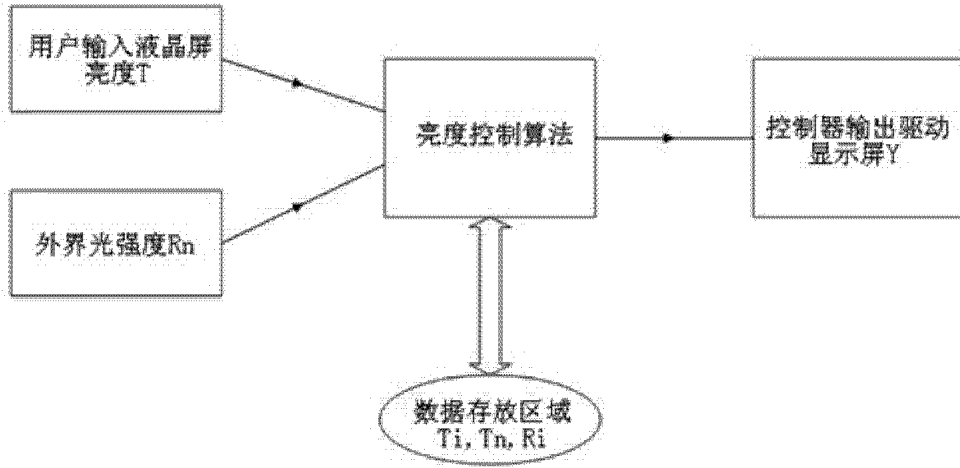 用户输入液晶屏
亮度T
外界光强度Rn
亮度控制算法
控制器输出驱动
显示屏Y
数据存放区域
Ti,Tn,Ri